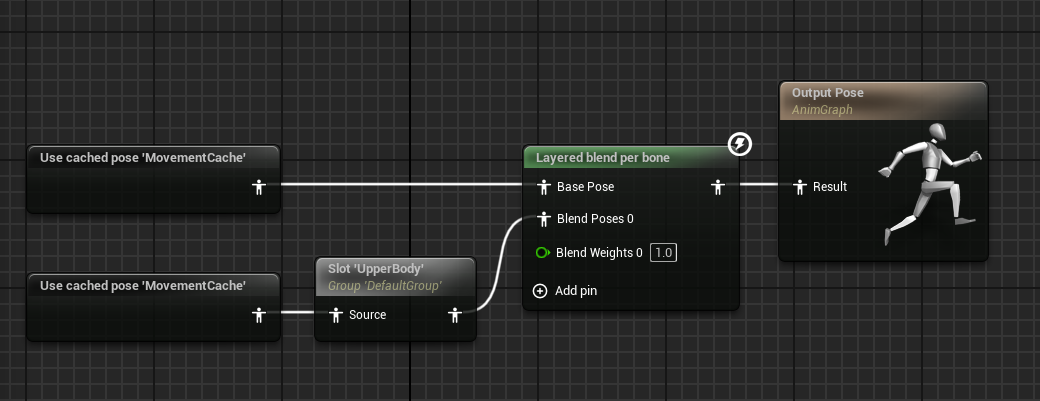 Output Pose
AnimGraph
Result
Use cached pose 'MovementCache'
Layered blend per bone
Base Pose
Blend Poses 0
Blend Weights 0 1.0
Add pin
Use cached pose 'MovementCache'
Slot 'UpperBody'
Group 'DefaultGroup'
Source